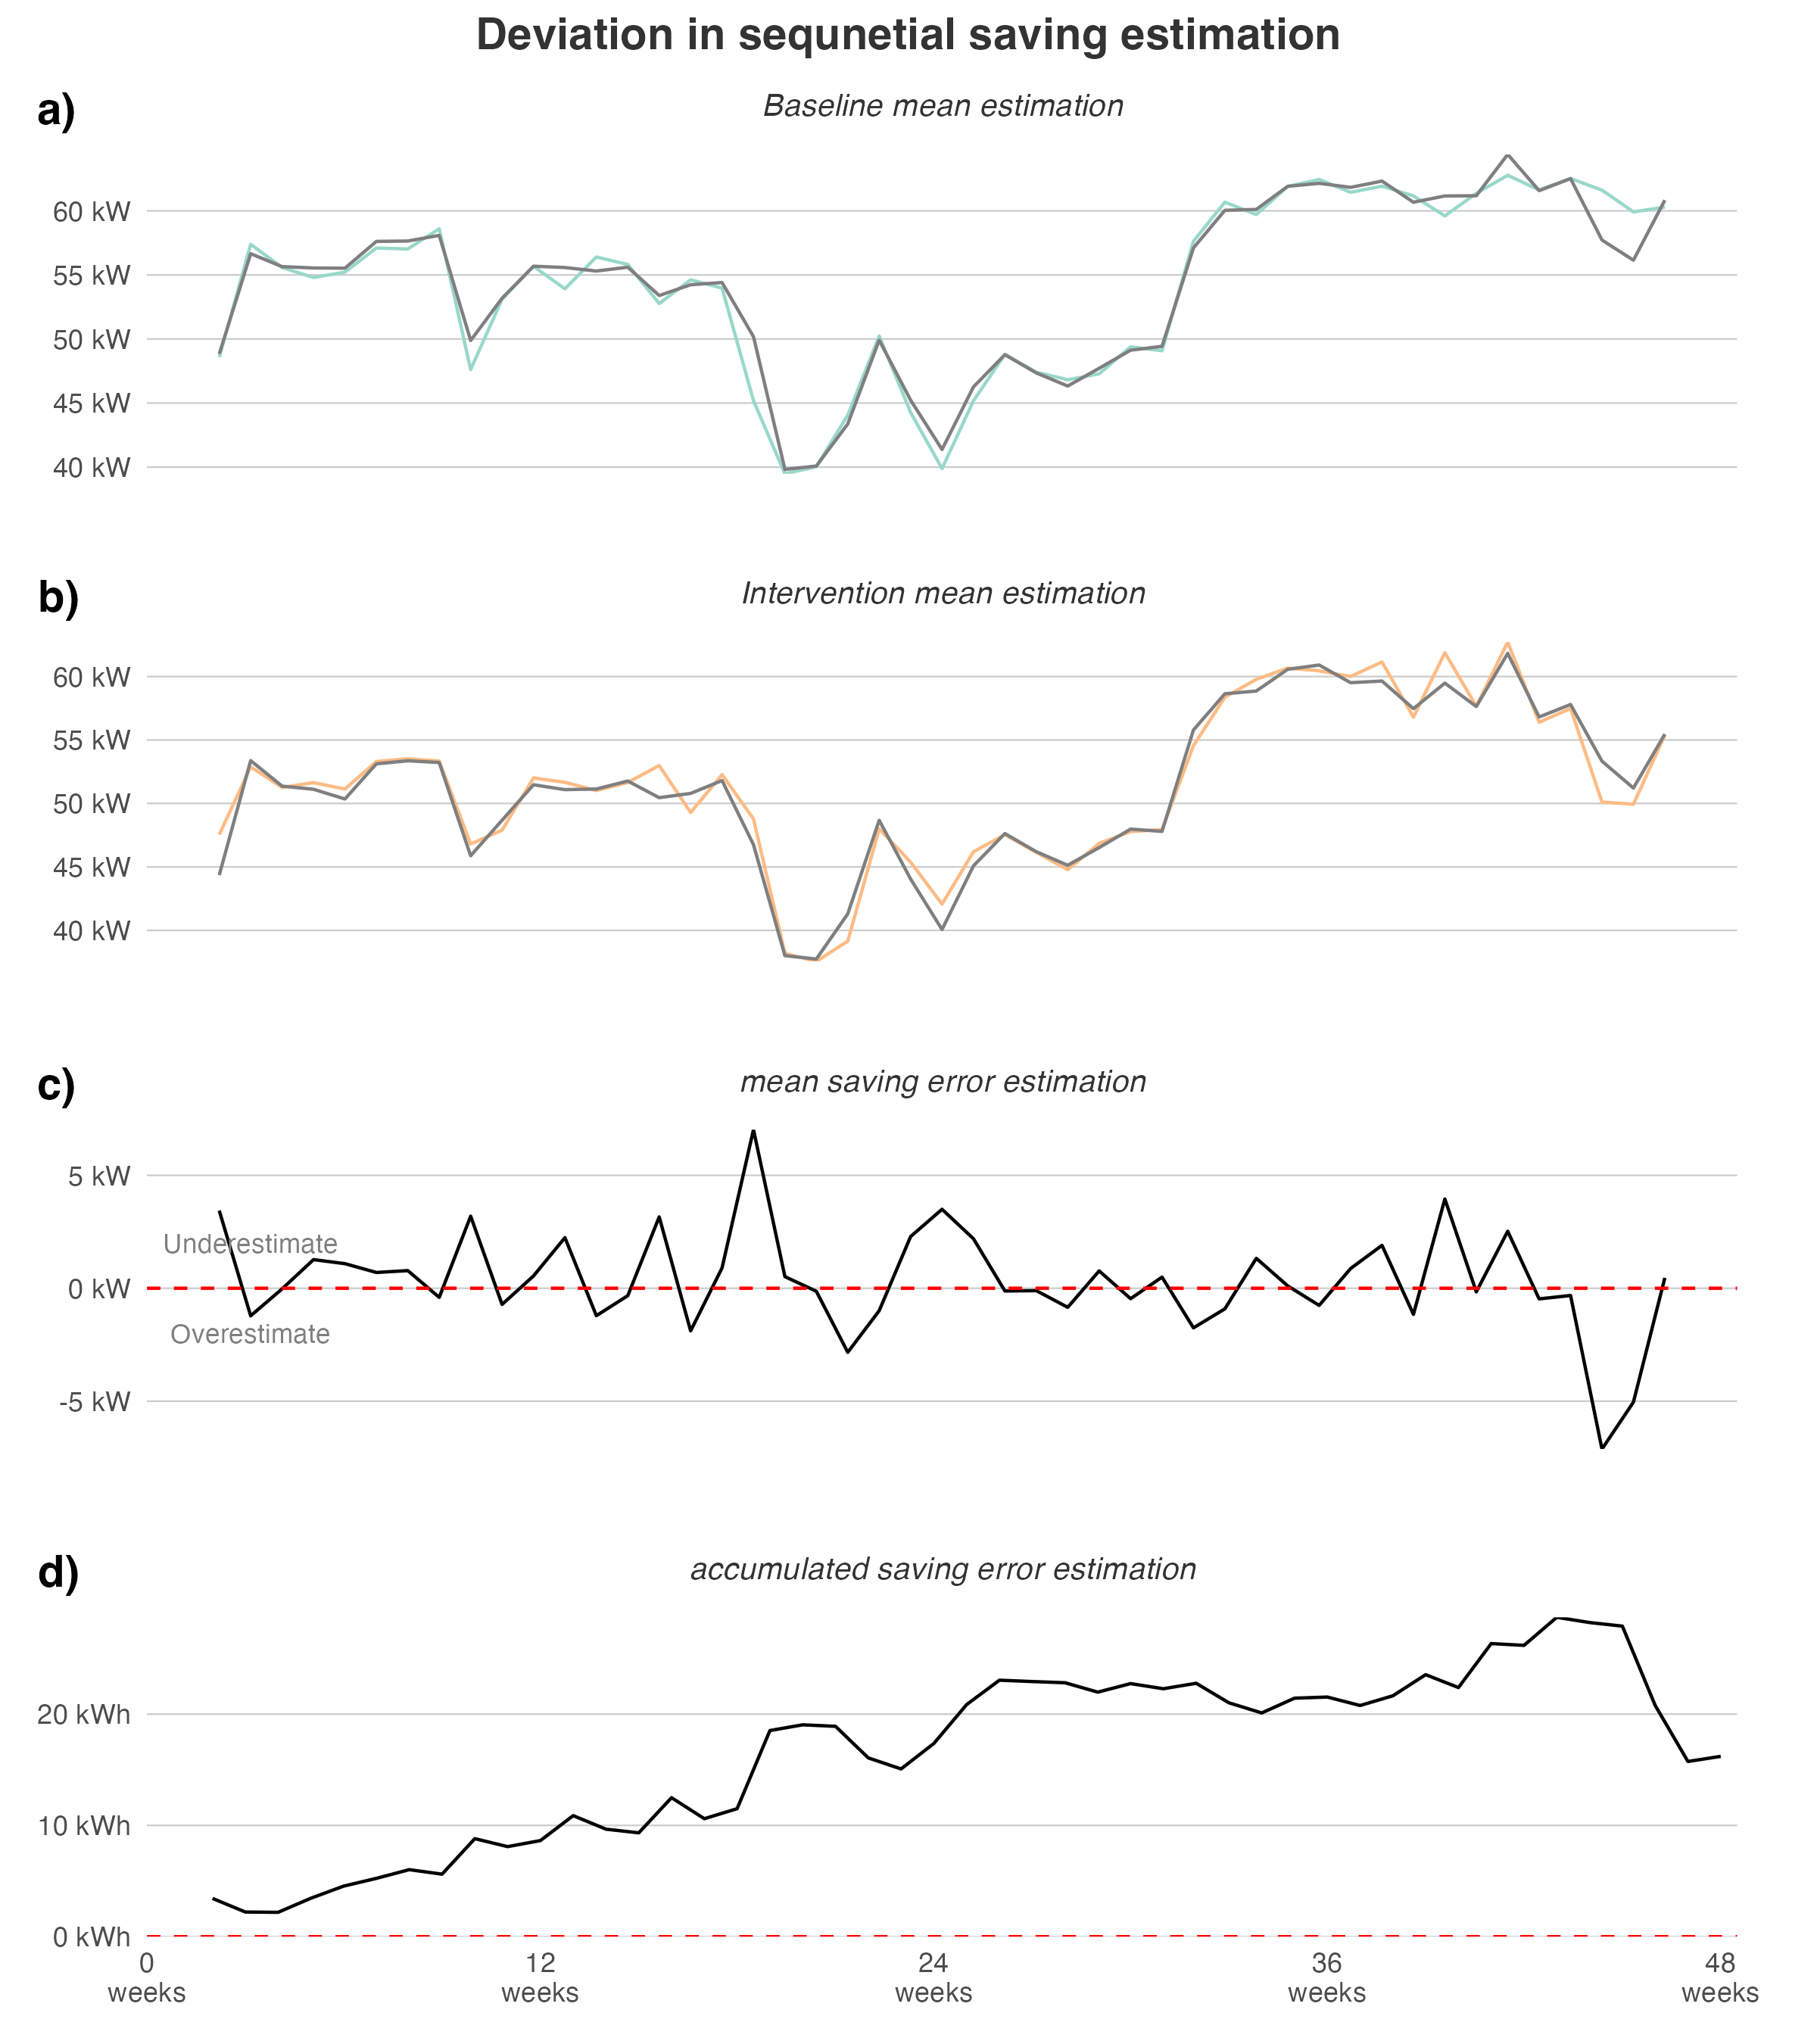 Deviation in sequnetial saving estimation
a)
Baseline mean estimation
60 kW
55 kW
50 kW
45 kW
40 kW
b)
Intervention mean estimation
60 kW
55 kW
50 kW
45 kW
40 kW
c)
mean saving error estimation
5 kW
Underestimate
0 kW
Overestimate
-5 kW
d)
accumulated saving error estimation
20 kWh
10 kWh
0 kWh
0 12 24 36 48
weeks weeks weeks weeks weeks